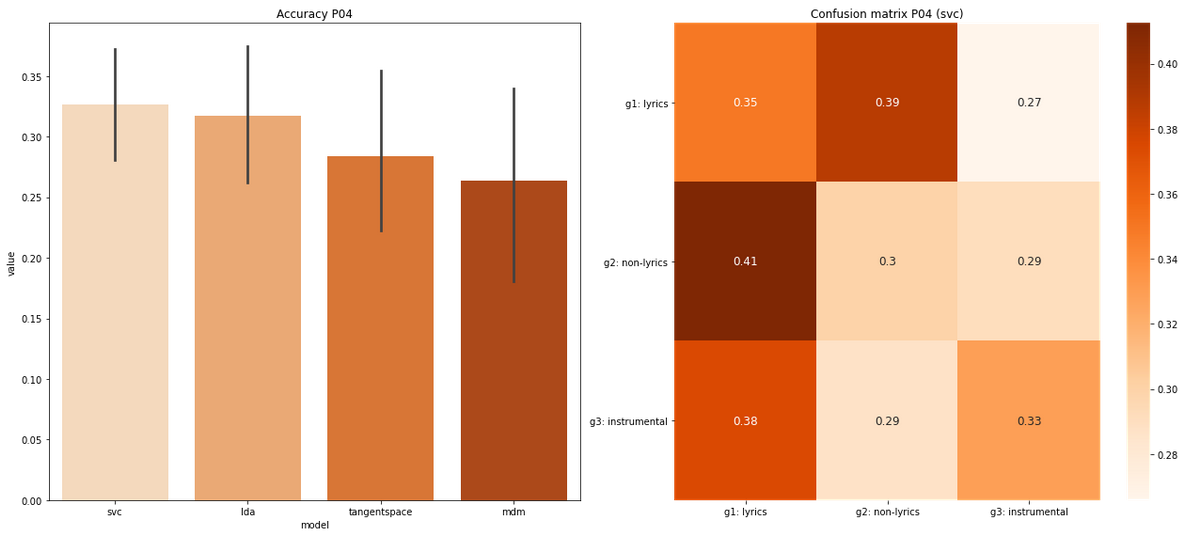 Accuracy P04
value
0.35
0.30
0.25
0.20
0.15
0.10
0.05
0.00
svc lda tangentspace mdm
model
Confusion matrix P04 (svc)
g1: lyrics 0.35 0.39 0.27
g2: non-lyrics 0.41 0.3 0.29
g3: instrumental 0.38 0.29 0.33
g1: lyrics g2: non-lyrics g3: instrumental
0.40
0.38
0.36
0.34
0.32
0.30
0.28